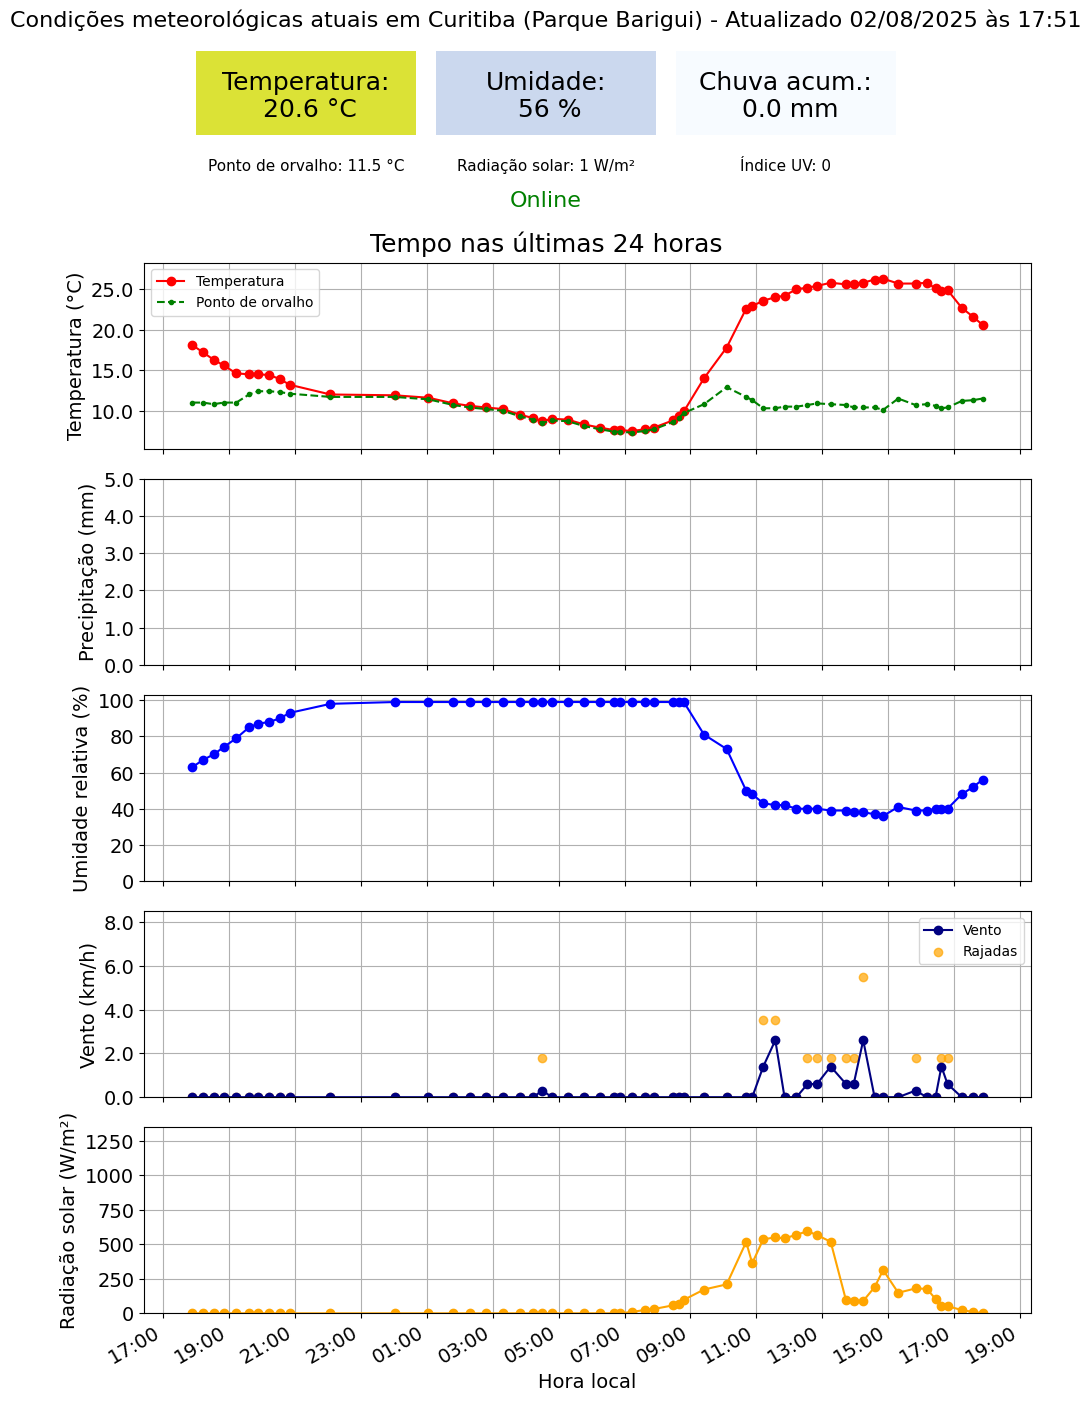 Condições meteorológicas atuais em Curitiba (Parque Barigui) - Atualizado 02/08/2025 às 17:51
Temperatura:
20.6 °C
Umidade:
56 %
Chuva acum.:
0.0 mm
Ponto de orvalho: 11.5 °C
Radiação solar: 1 W/m²
Índice UV: 0
Online
Tempo nas últimas 24 horas
Temperatura (°C)
25.0
20.0
15.0
10.0
Temperatura
Ponto de orvalho
Precipitação (mm)
5.0
4.0
3.0
2.0
1.0
0.0
Umidade relativa (%)
100
80
60
40
20
0
Vento (km/h)
8.0
6.0
4.0
2.0
0.0
Vento
Rajadas
Radiação solar (W/m²)
1250
1000
750
500
250
0
17:00
19:00
21:00
23:00
01:00
03:00
05:00
07:00
09:00
11:00
13:00
15:00
17:00
19:00
Hora local